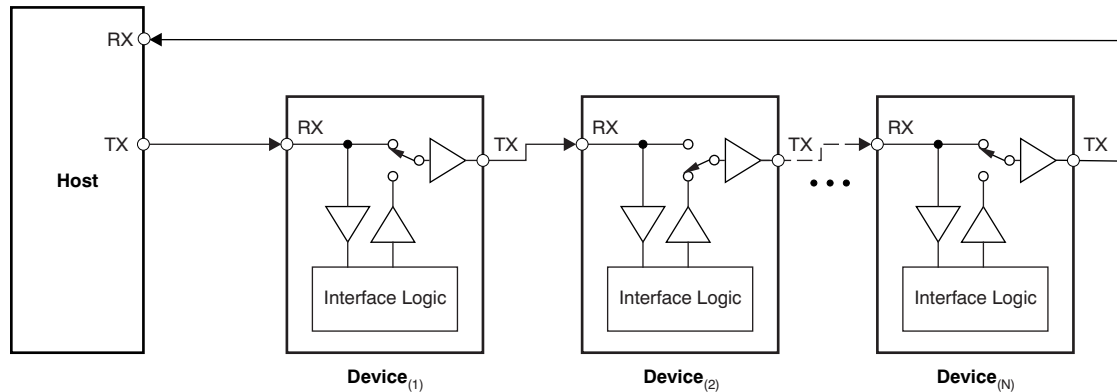 RX
TX
Host
RX
TX
Interface Logic
Device(1)
RX
TX
Interface Logic
Device(2)
•••
RX
TX
Interface Logic
Device(N)